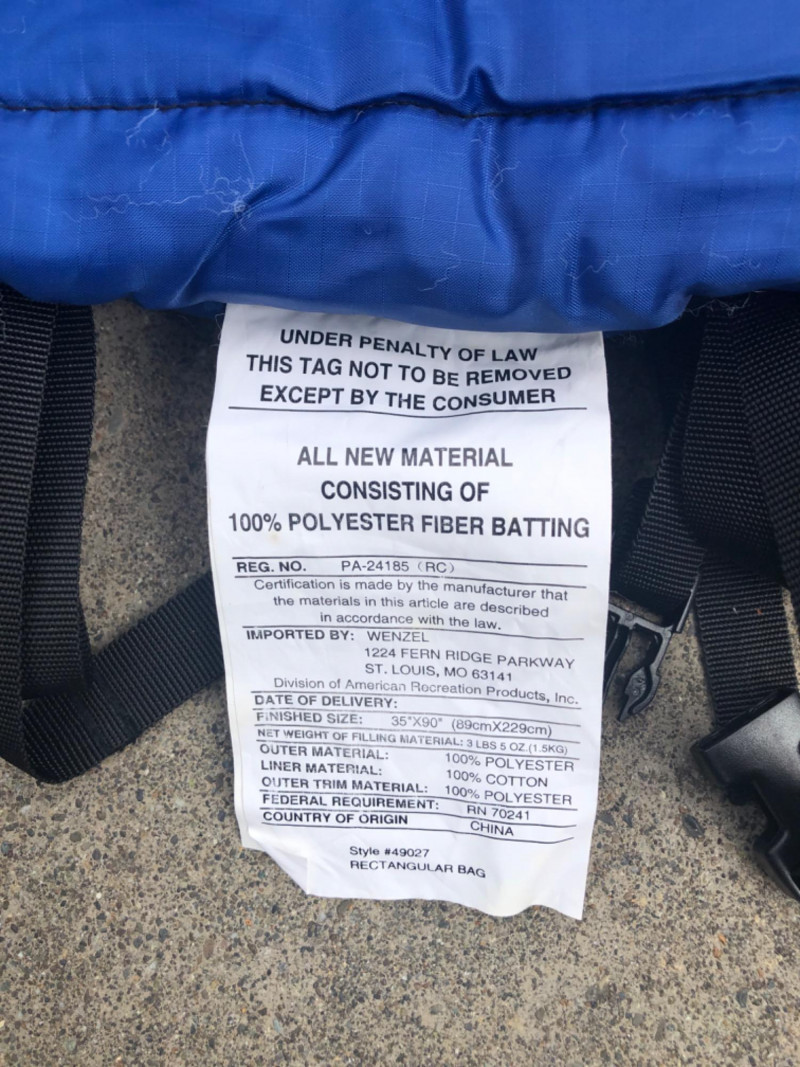 UNDER PENALTY OF LAW
THIS TAG NOT TO BE REMOVED
EXCEPT BY THE CONSUMER
ALL NEW MATERIAL
CONSISTING OF
100% POLYESTER FIBER BATTING
REG. NO. PA-24185 (RC)
Certification is made by the manufacturer that
the materials in this article are described
in accordance with the law.
IMPORTED BY: WENZEL
1224 FERN RIDGE PARKWAY
ST. LOUIS, MO 63141
Division of American Recreation Products, Inc.
DATE OF DELIVERY:
FINISHED SIZE: 35"X90" (89cmX229cm)
NET WEIGHT OF FILLING MATERIAL: 3 LBS 5 OZ.(1.5KG)
OUTER MATERIAL: 100% POLYESTER
LINER MATERIAL: 100% COTTON
OUTER TRIM MATERIAL: 100% POLYESTER
FEDERAL REQUIREMENT: RN 70241
COUNTRY OF ORIGIN CHINA
Style #49027
RECTANGULAR BAG